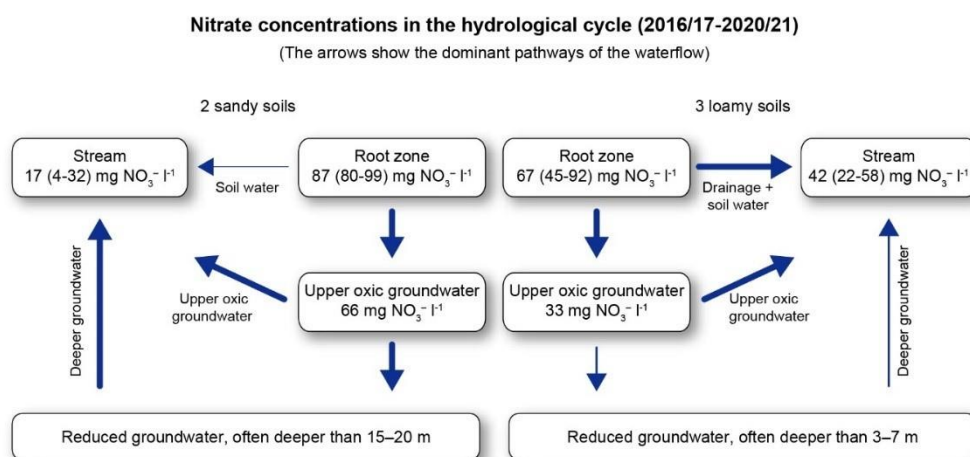 Nitrate concentrations in the hydrological cycle (2016/17-2020/21)
(The arrows show the dominant pathways of the waterflow)
2 sandy soils
3 loamy soils
Stream
17 (4-32) mg NO₃⁻ l⁻¹
Soil water
Root zone
87 (80-99) mg NO₃⁻ l⁻¹
Root zone
67 (45-92) mg NO₃⁻ l⁻¹
Drainage +
soil water
Stream
42 (22-58) mg NO₃⁻ l⁻¹
Deeper groundwater
Upper oxic
groundwater
Upper oxic groundwater
66 mg NO₃⁻ l⁻¹
Upper oxic groundwater
33 mg NO₃⁻ l⁻¹
Upper oxic
groundwater
Deeper groundwater
Reduced groundwater, often deeper than 15–20 m
Reduced groundwater, often deeper than 3–7 m